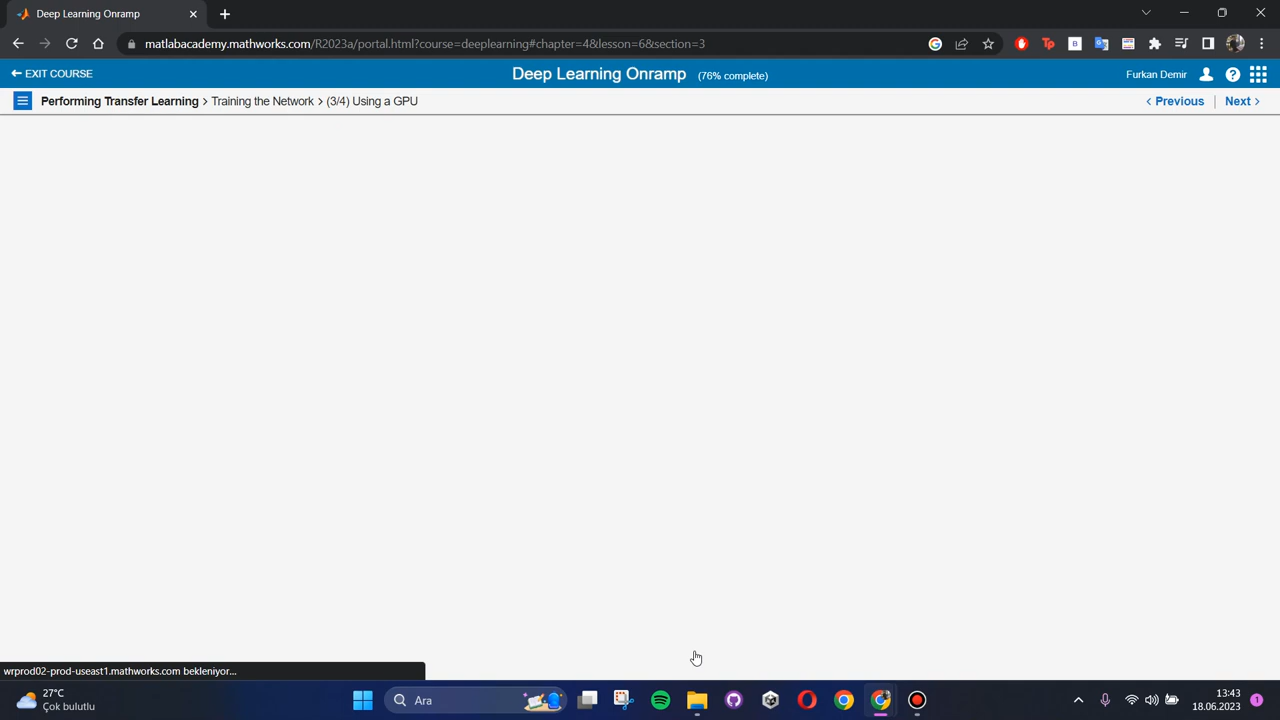 Deep Learning Onramp
matlabacademy.mathworks.com/R2023a/portal.html?course=deeplearning#chapter=4&lesson=6&section=3
EXIT COURSE
Deep Learning Onramp (76% complete)
Furkan Demir
Performing Transfer Learning > Training the Network > (3/4) Using a GPU
Previous
Next
wrprod02-prod-useast1.mathworks.com bekleniyor...
27°C
Çok bulutlu
Ara
13:43
18.06.2023
1